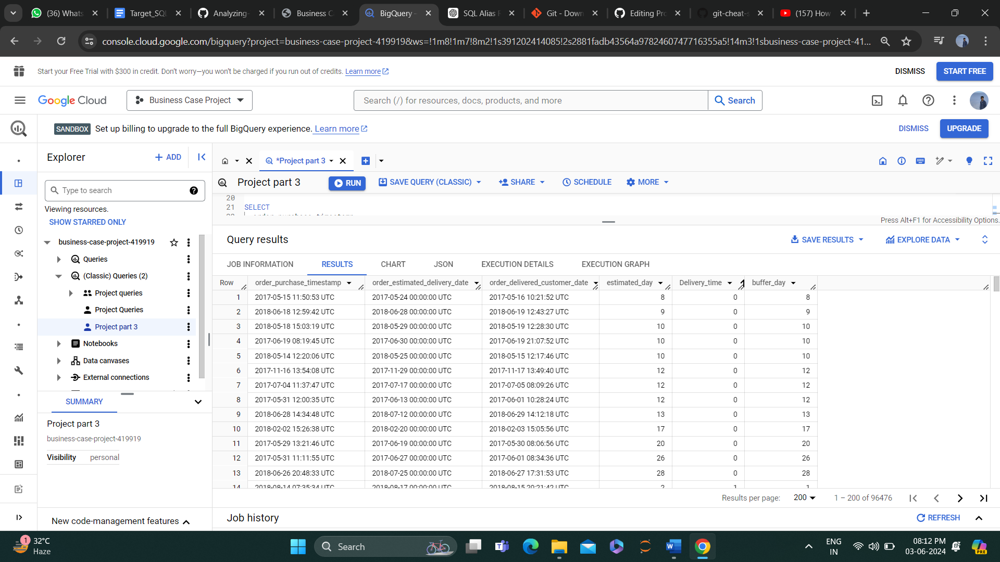 (36) Whats
Target_SQL
Analyzing-
Business C
BigQuery –
SQL Alias
Git - Down
Editing Pro
git-cheat-s
(157) How
console.cloud.google.com/bigquery?project=business-case-project-419919&ws=!1m8!1m7!8m2!1s391202414085!2s2881fadb43564a9782460747716355a5!14m3!1sbusiness-case-project-41...
Start your Free Trial with $300 in credit. Don't worry—you won't be charged if you run out of credits. Learn more
DISMISS
START FREE
Google Cloud
Business Case Project
Search (/) for resources, docs, products, and more
Search
SANDBOX Set up billing to upgrade to the full BigQuery experience. Learn more
DISMISS
UPGRADE
Explorer
+ ADD
*Project part 3
Project part 3
RUN
SAVE QUERY (CLASSIC)
SHARE
SCHEDULE
MORE
Type to search
Viewing resources.
SHOW STARRED ONLY
business-case-project-419919
Queries
(Classic) Queries (2)
Project queries
Project Queries
Project part 3
Notebooks
Data canvases
External connections
SUMMARY
Project part 3
business-case-project-419919
Visibility personal
New code-management features
20
21 SELECT
Press Alt+F1 for Accessibility Options.
Query results
SAVE RESULTS
EXPLORE DATA
JOB INFORMATION RESULTS CHART JSON EXECUTION DETAILS EXECUTION GRAPH
Row order_purchase_timestamp order_estimated_delivery_date order_delivered_customer_date estimated_day Delivery_time buffer_day
1 2017-05-15 11:50:53 UTC 2017-05-24 00:00:00 UTC 2017-05-16 10:21:52 UTC 8 0 8
2 2018-06-18 12:59:42 UTC 2018-06-28 00:00:00 UTC 2018-06-19 12:43:27 UTC 9 0 9
3 2018-05-18 15:03:19 UTC 2018-05-29 00:00:00 UTC 2018-05-19 12:28:30 UTC 10 0 10
4 2017-06-19 08:19:45 UTC 2017-06-30 00:00:00 UTC 2017-06-19 21:07:52 UTC 10 0 10
5 2018-05-14 12:20:06 UTC 2018-05-25 00:00:00 UTC 2018-05-15 12:17:46 UTC 10 0 10
6 2017-11-16 13:54:08 UTC 2017-11-29 00:00:00 UTC 2017-11-17 13:49:40 UTC 12 0 12
7 2017-07-04 11:37:47 UTC 2017-07-17 00:00:00 UTC 2017-07-05 08:09:26 UTC 12 0 12
8 2017-05-31 12:00:35 UTC 2017-06-13 00:00:00 UTC 2017-06-01 10:28:24 UTC 12 0 12
9 2018-06-28 14:34:48 UTC 2018-07-12 00:00:00 UTC 2018-06-29 14:12:18 UTC 13 0 13
10 2018-02-02 15:26:38 UTC 2018-02-20 00:00:00 UTC 2018-02-03 15:05:56 UTC 17 0 17
11 2017-05-29 13:21:46 UTC 2017-06-19 00:00:00 UTC 2017-05-30 08:06:56 UTC 20 0 20
12 2017-05-31 11:11:55 UTC 2017-06-27 00:00:00 UTC 2017-06-01 08:34:36 UTC 26 0 26
13 2018-06-26 20:48:33 UTC 2018-07-25 00:00:00 UTC 2018-06-27 17:31:53 UTC 28 0 28
14 2018-08-14 07:35:34 UTC 2018-08-17 00:00:00 UTC 2018-08-15 20:21:42 UTC 2 1 1
Results per page: 200 1 – 200 of 96476
Job history
REFRESH
1
32°C
Haze
Search
ENG
IN
08:12 PM
03-06-2024
PRE